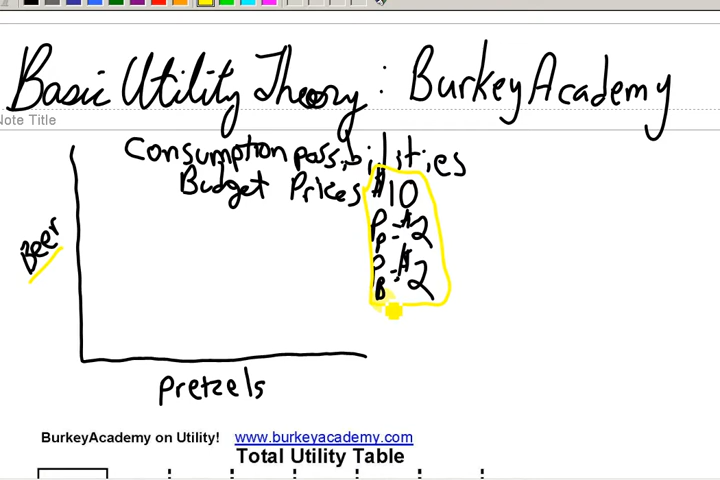 Basic Utility Theory : BurkeyAcademy
Note Title
Consumption possibilities
Budget Prices $10
PP - $2
PB - $2
Beer
Pretzels
BurkeyAcademy on Utility! www.burkeyacademy.com
Total Utility Table